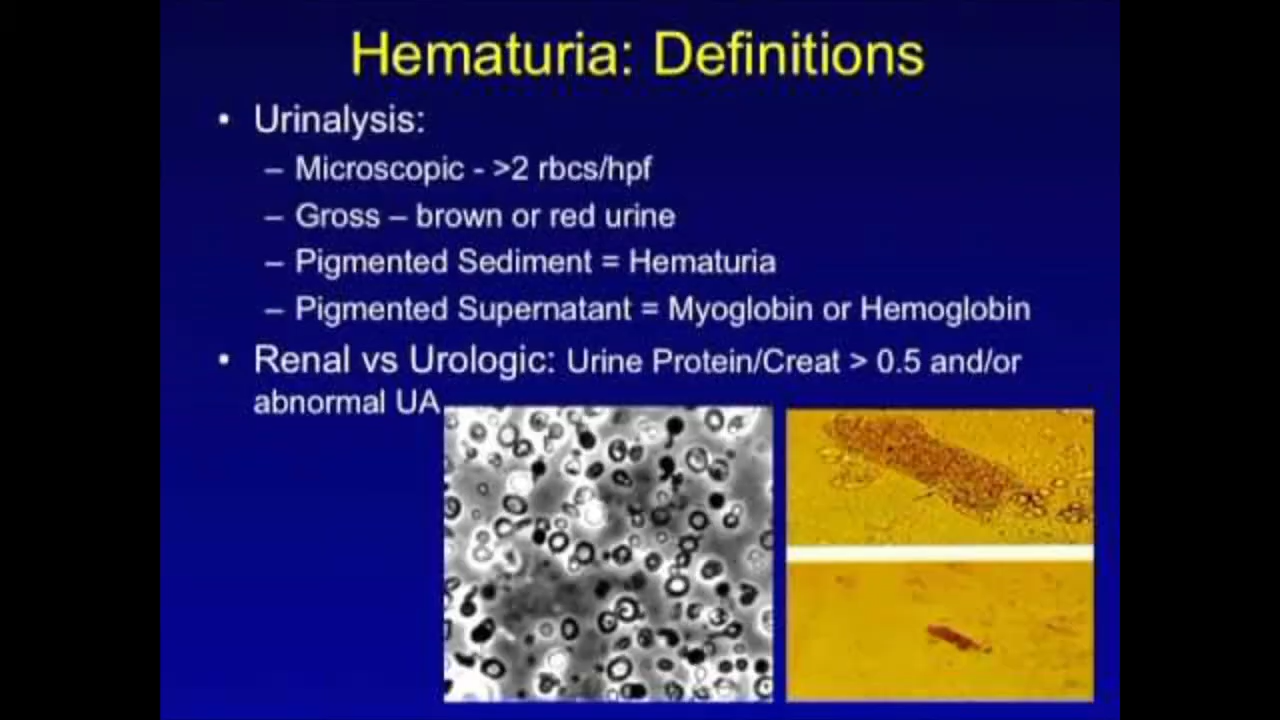 Hematuria: Definitions
• Urinalysis:
– Microscopic - >2 rbcs/hpf
– Gross – brown or red urine
– Pigmented Sediment = Hematuria
– Pigmented Supernatant = Myoglobin or Hemoglobin
• Renal vs Urologic: Urine Protein/Creat > 0.5 and/or
abnormal UA